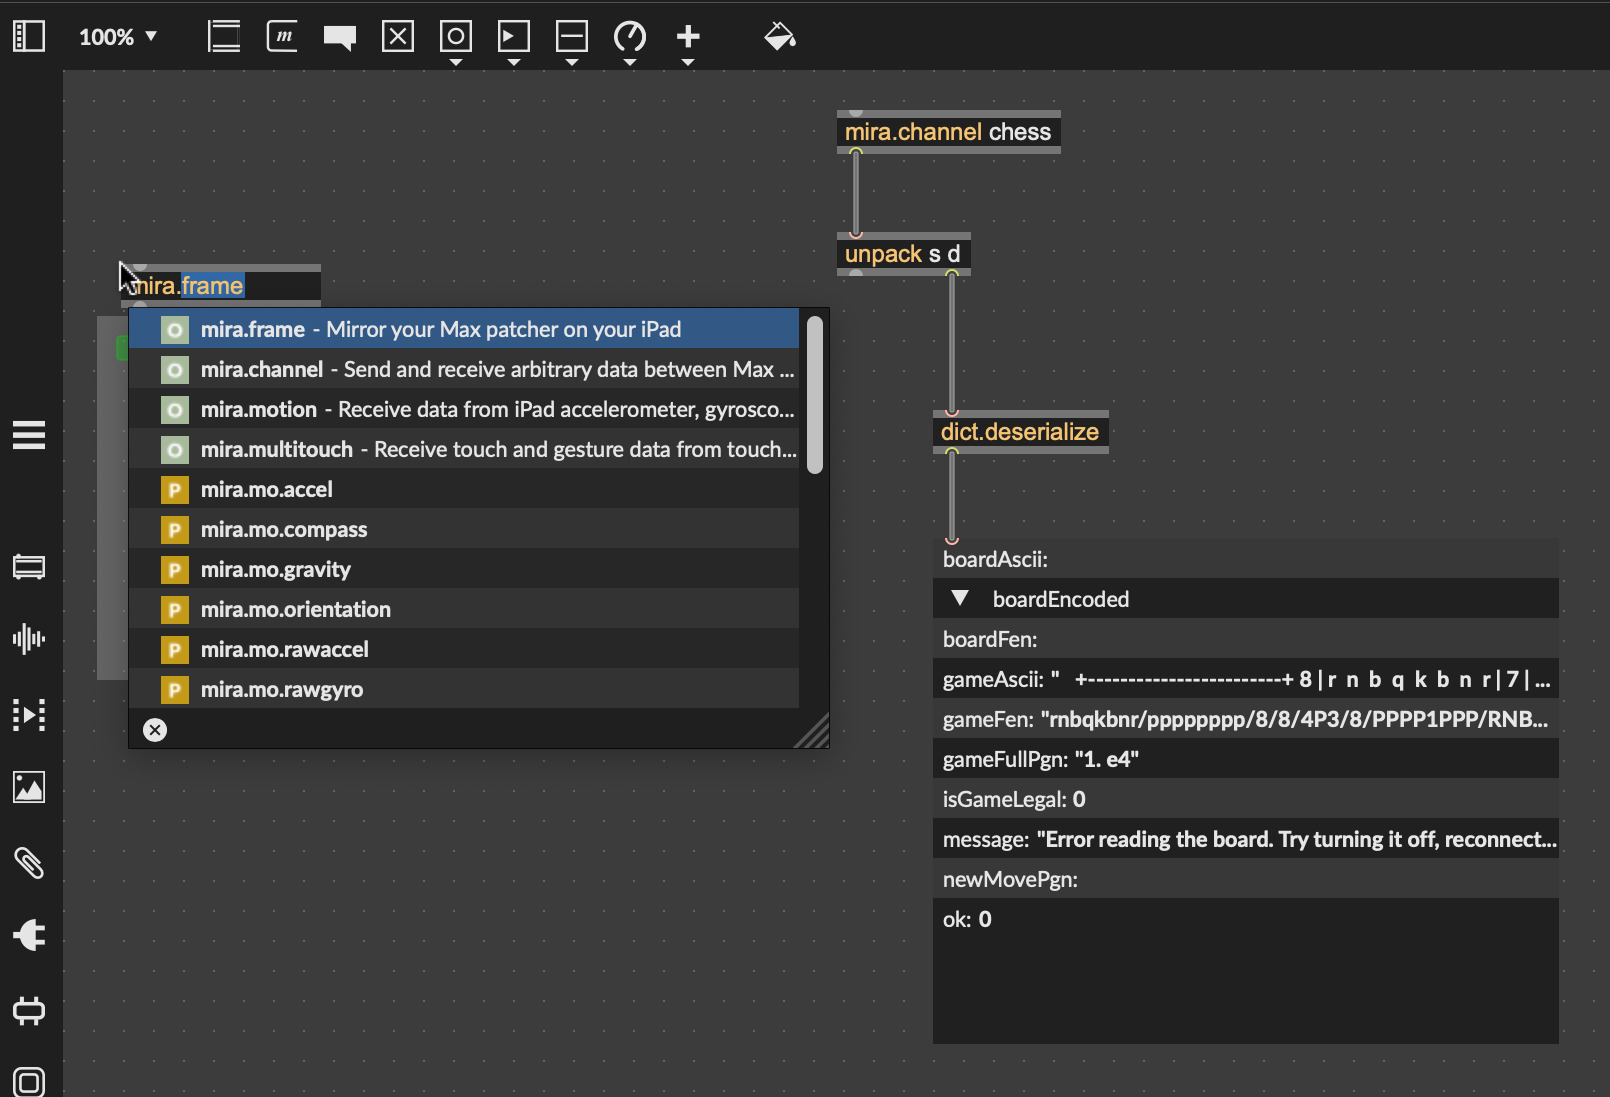 100%
m
mira.channel chess
unpack s d
mira.frame
mira.frame - Mirror your Max patcher on your iPad
mira.channel - Send and receive arbitrary data between Max ...
mira.motion - Receive data from iPad accelerometer, gyrosco...
mira.multitouch - Receive touch and gesture data from touch...
P mira.mo.accel
P mira.mo.compass
P mira.mo.gravity
P mira.mo.orientation
P mira.mo.rawaccel
P mira.mo.rawgyro
dict.deserialize
boardAscii:
boardEncoded
boardFen:
gameAscii: "   +------------------------+ 8 | r  n  b  q  k  b  n  r | 7 | ...
gameFen: "rnbqkbnr/pppppppp/8/8/4P3/8/PPPP1PPP/RNB...
gameFullPgn: "1. e4"
isGameLegal: 0
message: "Error reading the board. Try turning it off, reconnect...
newMovePgn:
ok: 0